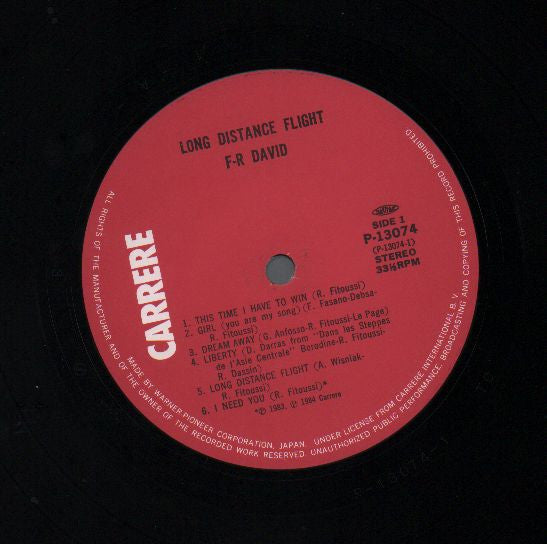 LONG DISTANCE FLIGHT
F-R DAVID
CARRERE
SIDE 1
P-13074
(P-13074-1)
STEREO
33⅓RPM
1. THIS TIME I HAVE TO WIN (R. Fitoussi)
2. GIRL (you are my song) (F. Fasano-Debsa-
R. Fitoussi)
3. DREAM AWAY (G. Anfosso-R. Fitoussi-Le Page)
4. LIBERTY (D. Darras from "Dans les Steppes
de l'Asie Centrale" Borodine-R. Fitoussi-
R. Dassin)
5. LONG DISTANCE FLIGHT (A. Wisniak-
R. Fitoussi)
6. I NEED YOU (R. Fitoussi)*
*℗ 1983, ℗ 1984 Carrere
ALL RIGHTS OF THE MANUFACTURER AND OF THE OWNER OF THE RECORDED WORK RESERVED. UNAUTHORIZED PUBLIC PERFORMANCE, BROADCASTING AND COPYING OF THIS RECORD PROHIBITED
MADE BY WARNER-PIONEER CORPORATION, JAPAN. UNDER LICENSE FROM CARRERE INTERNATIONAL B. V.
P-13074-1